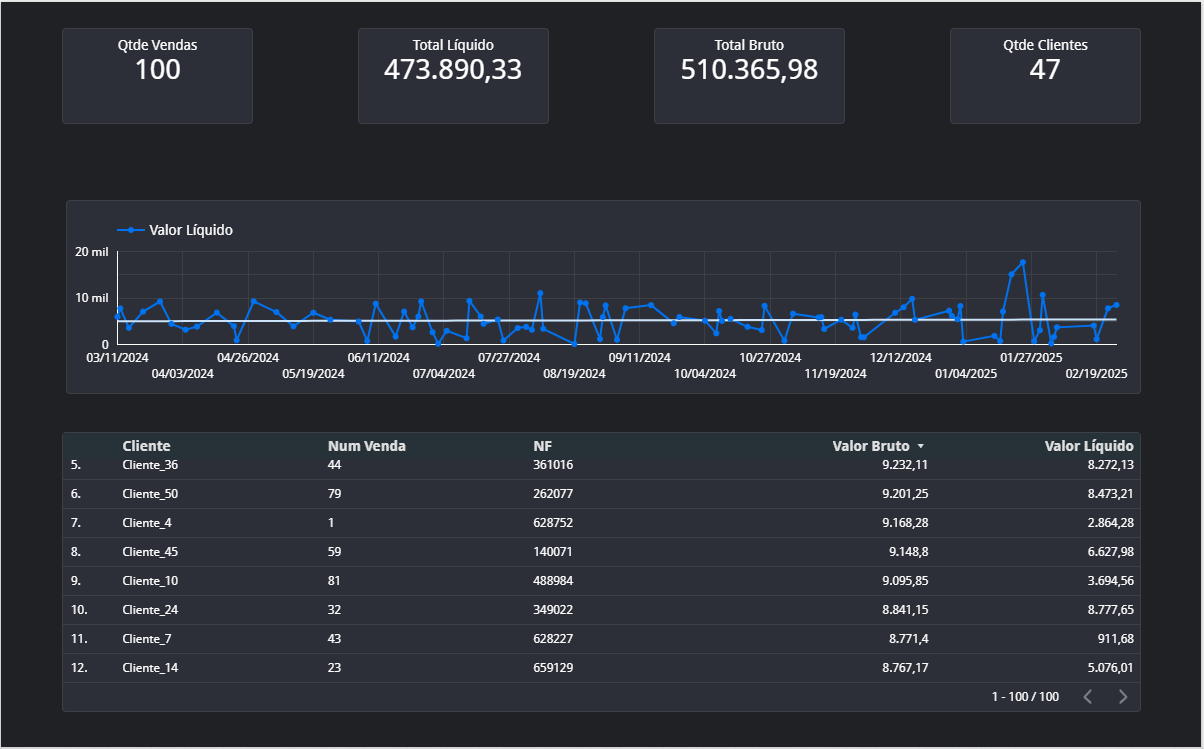 Qtde Vendas
100
Total Líquido
473.890,33
Total Bruto
510.365,98
Qtde Clientes
47
Valor Líquido
20 mil
10 mil
0
03/11/2024 04/26/2024 06/11/2024 07/27/2024 09/11/2024 10/27/2024 12/12/2024 01/27/2025
04/03/2024 05/19/2024 07/04/2024 08/19/2024 10/04/2024 11/19/2024 01/04/2025 02/19/2025
Cliente Num Venda NF Valor Bruto Valor Líquido
5. Cliente_36 44 361016 9.232,11 8.272,13
6. Cliente_50 79 262077 9.201,25 8.473,21
7. Cliente_4 1 628752 9.168,28 2.864,28
8. Cliente_45 59 140071 9.148,8 6.627,98
9. Cliente_10 81 488984 9.095,85 3.694,56
10. Cliente_24 32 349022 8.841,15 8.777,65
11. Cliente_7 43 628227 8.771,4 911,68
12. Cliente_14 23 659129 8.767,17 5.076,01
1 - 100 / 100